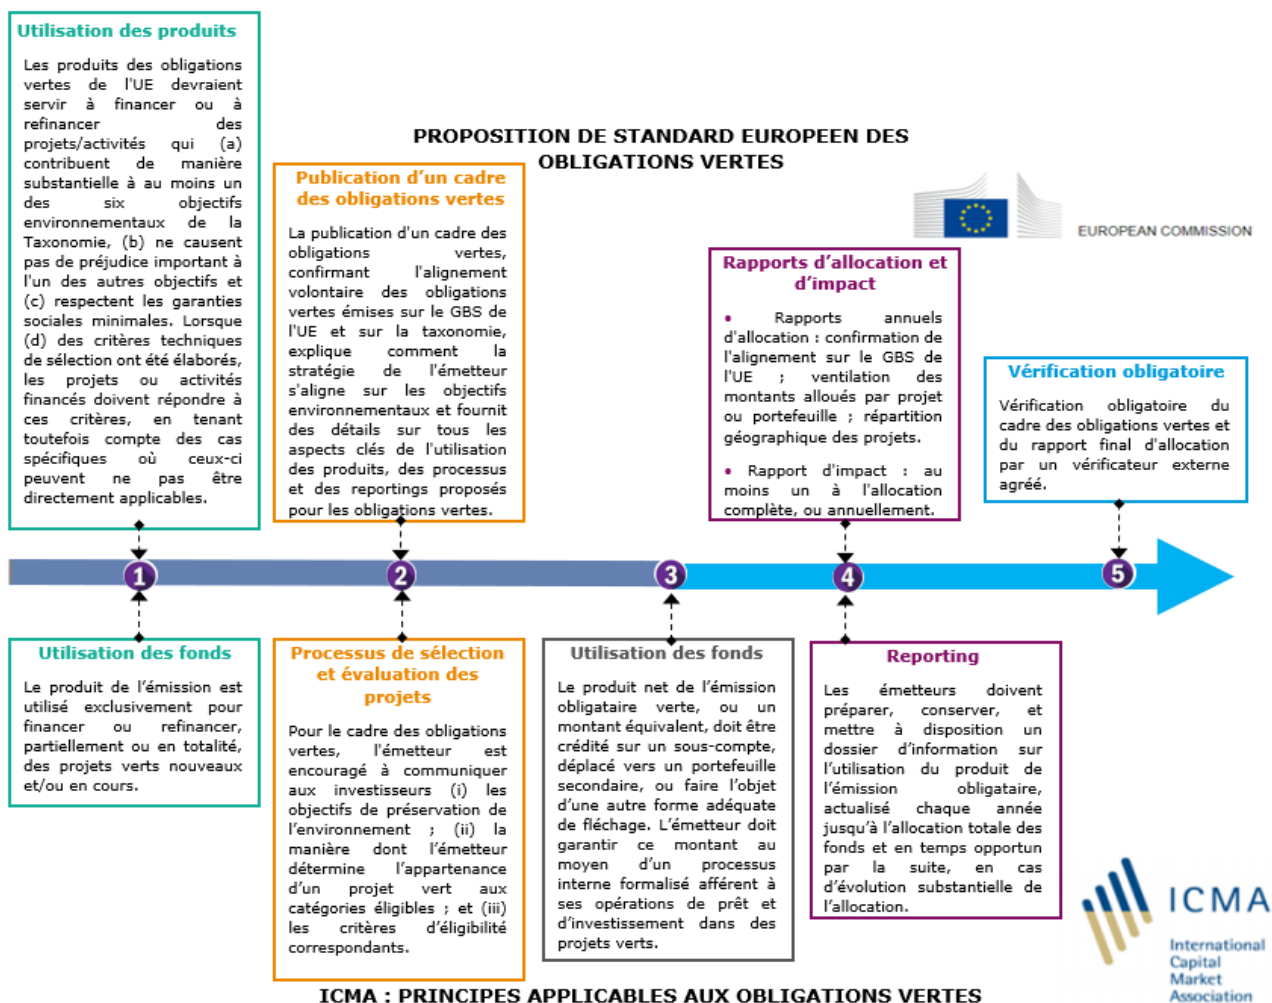 Utilisation des produits
Les produits des obligations
vertes de l'UE devraient
servir à financer ou à
refinancer des
projets/activités qui (a)
contribuent de manière
substantielle à au moins un
des six objectifs
environnementaux de la
Taxonomie, (b) ne causent
pas de préjudice important à
l'un des autres objectifs et
(c) respectent les garanties
sociales minimales. Lorsque
(d) des critères techniques
de sélection ont été élaborés,
les projets ou activités
financés doivent répondre à
ces critères, en tenant
toutefois compte des cas
spécifiques où ceux-ci
peuvent ne pas être
directement applicables.
PROPOSITION DE STANDARD EUROPEEN DES
OBLIGATIONS VERTES
Publication d’un cadre
des obligations vertes
La publication d'un cadre des
obligations vertes,
confirmant l'alignement
volontaire des obligations
vertes émises sur le GBS de
l'UE et sur la taxonomie,
explique comment la
stratégie de l'émetteur
s'aligne sur les objectifs
environnementaux et fournit
des détails sur tous les
aspects clés de l'utilisation
des produits, des processus
et des reportings proposés
pour les obligations vertes.
EUROPEAN COMMISSION
Rapports d’allocation et
d’impact
• Rapports annuels
d'allocation : confirmation de
l'alignement sur le GBS de
l'UE ; ventilation des
montants alloués par projet
ou portefeuille ; répartition
géographique des projets.
• Rapport d'impact : au
moins un à l'allocation
complète, ou annuellement.
Vérification obligatoire
Vérification obligatoire du
cadre des obligations vertes et
du rapport final d'allocation
par un vérificateur externe
agréé.
1 2 3 4 5
Utilisation des fonds
Le produit de l’émission est
utilisé exclusivement pour
financer ou refinancer,
partiellement ou en totalité,
des projets verts nouveaux
et/ou en cours.
Processus de sélection
et évaluation des
projets
Pour le cadre des obligations
vertes, l'émetteur est
encouragé à communiquer
aux investisseurs (i) les
objectifs de préservation de
l’environnement ; (ii) la
manière dont l’émetteur
détermine l’appartenance
d’un projet vert aux
catégories éligibles ; et (iii)
les critères d’éligibilité
correspondants.
Utilisation des fonds
Le produit net de l’émission
obligataire verte, ou un
montant équivalent, doit être
crédité sur un sous-compte,
déplacé vers un portefeuille
secondaire, ou faire l’objet
d’une autre forme adéquate
de fléchage. L’émetteur doit
garantir ce montant au
moyen d’un processus
interne formalisé afférent à
ses opérations de prêt et
d’investissement dans des
projets verts.
Reporting
Les émetteurs doivent
préparer, conserver, et
mettre à disposition un
dossier d’information sur
l’utilisation du produit de
l’émission obligataire,
actualisé chaque année
jusqu’à l’allocation totale des
fonds et en temps opportun
par la suite, en cas
d’évolution substantielle de
l’allocation.
ICMA
International
Capital
Market
Association
ICMA : PRINCIPES APPLICABLES AUX OBLIGATIONS VERTES